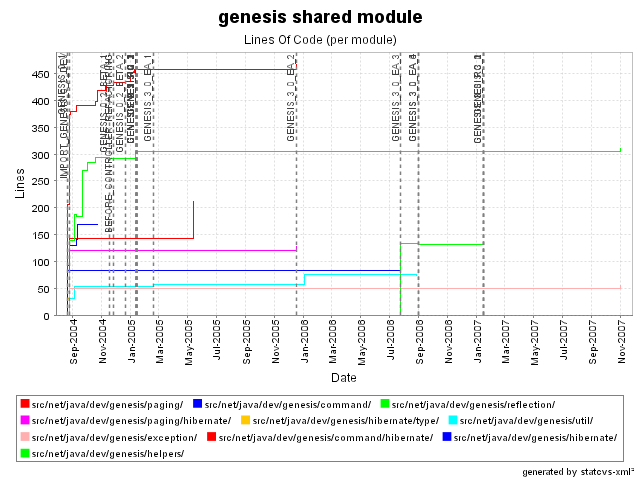 genesis shared module
Lines Of Code (per module)
GENESIS_0_2_BETA_2
GENESIS_3_0_EA_1
GENESIS_3_0_EA_2
GENESIS_3_0_EA_3
BEFORE_CONTROLLER_REFACTORING
Lines
450
400
350
300
250
200
150
100
50
0
Sep-2004
Nov-2004
Jan-2005
Mar-2005
May-2005
Jul-2005
Sep-2005
Nov-2005
Jan-2006
Mar-2006
May-2006
Jul-2006
Sep-2006
Nov-2006
Jan-2007
Mar-2007
May-2007
Jul-2007
Sep-2007
Nov-2007
Date
src/net/java/dev/genesis/paging/ src/net/java/dev/genesis/command/ src/net/java/dev/genesis/reflection/
src/net/java/dev/genesis/paging/hibernate/ src/net/java/dev/genesis/hibernate/type/ src/net/java/dev/genesis/util/
src/net/java/dev/genesis/exception/ src/net/java/dev/genesis/command/hibernate/ src/net/java/dev/genesis/hibernate/
src/net/java/dev/genesis/helpers/
generated by statcvs-xml²